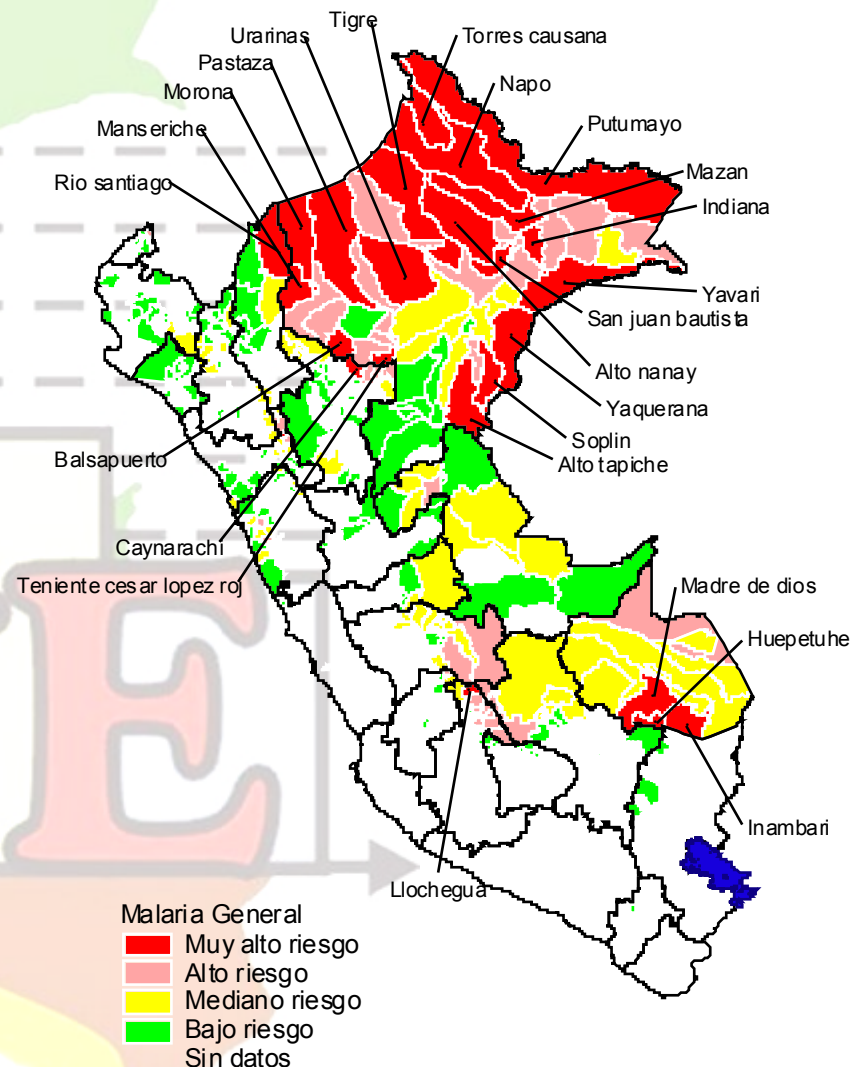 Tigre
Urarinas
Torres causana
Pastaza
Napo
Morona
Manseriche
Putumayo
Rio santiago
Mazan
Indiana
Yavari
San juan bautista
Alto nanay
Yaquerana
Soplin
Alto tapiche
Balsapuerto
Caynarachi
Teniente cesar lopez roj
Madre de dios
Huepetuhe
Inambari
Llochegua
E
Malaria General
Muy alto riesgo
Alto riesgo
Mediano riesgo
Bajo riesgo
Sin datos